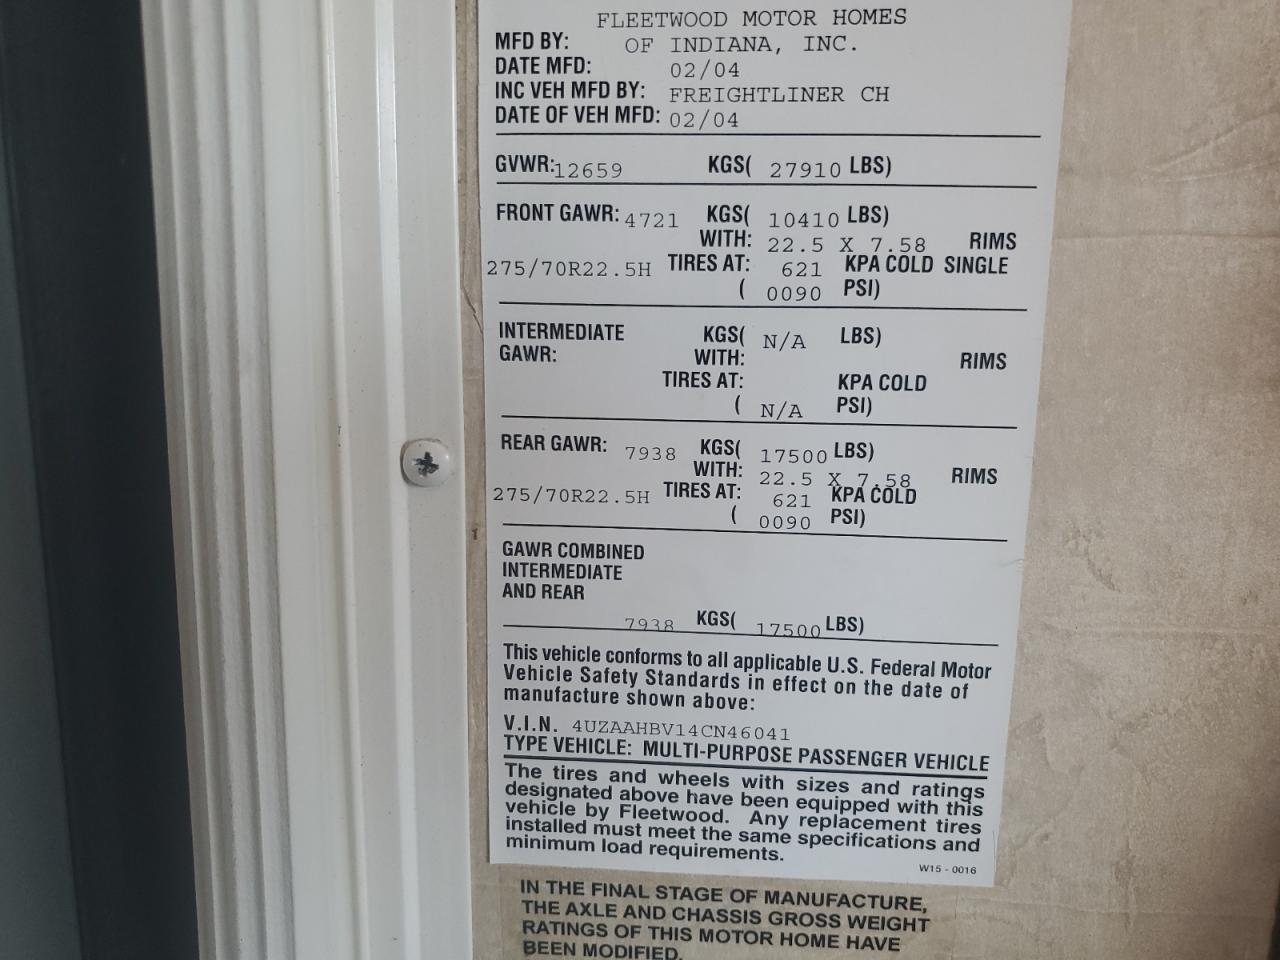 FLEETWOOD MOTOR HOMES
MFD BY: OF INDIANA, INC.
DATE MFD: 02/04
INC VEH MFD BY: FREIGHTLINER CH
DATE OF VEH MFD: 02/04
GVWR: 12659 KGS( 27910 LBS)
FRONT GAWR: 4721 KGS( 10410 LBS)
WITH: 22.5 X 7.58 RIMS
275/70R22.5H TIRES AT: 621 KPA COLD SINGLE
( 0090 PSI)
INTERMEDIATE KGS( N/A LBS)
GAWR: WITH: RIMS
TIRES AT: KPA COLD
( N/A PSI)
REAR GAWR: 7938 KGS( 17500 LBS)
WITH: 22.5 X 7.58 RIMS
275/70R22.5H TIRES AT: 621 KPA COLD
( 0090 PSI)
GAWR COMBINED
INTERMEDIATE
AND REAR
7938 KGS( 17500 LBS)
This vehicle conforms to all applicable U.S. Federal Motor
Vehicle Safety Standards in effect on the date of
manufacture shown above:
V.I.N. 4UZAAHBV14CN46041
TYPE VEHICLE: MULTI-PURPOSE PASSENGER VEHICLE
The tires and wheels with sizes and ratings
designated above have been equipped with this
vehicle by Fleetwood. Any replacement tires
installed must meet the same specifications and
minimum load requirements.
W15 - 0016
IN THE FINAL STAGE OF MANUFACTURE,
THE AXLE AND CHASSIS GROSS WEIGHT
RATINGS OF THIS MOTOR HOME HAVE
BEEN MODIFIED.